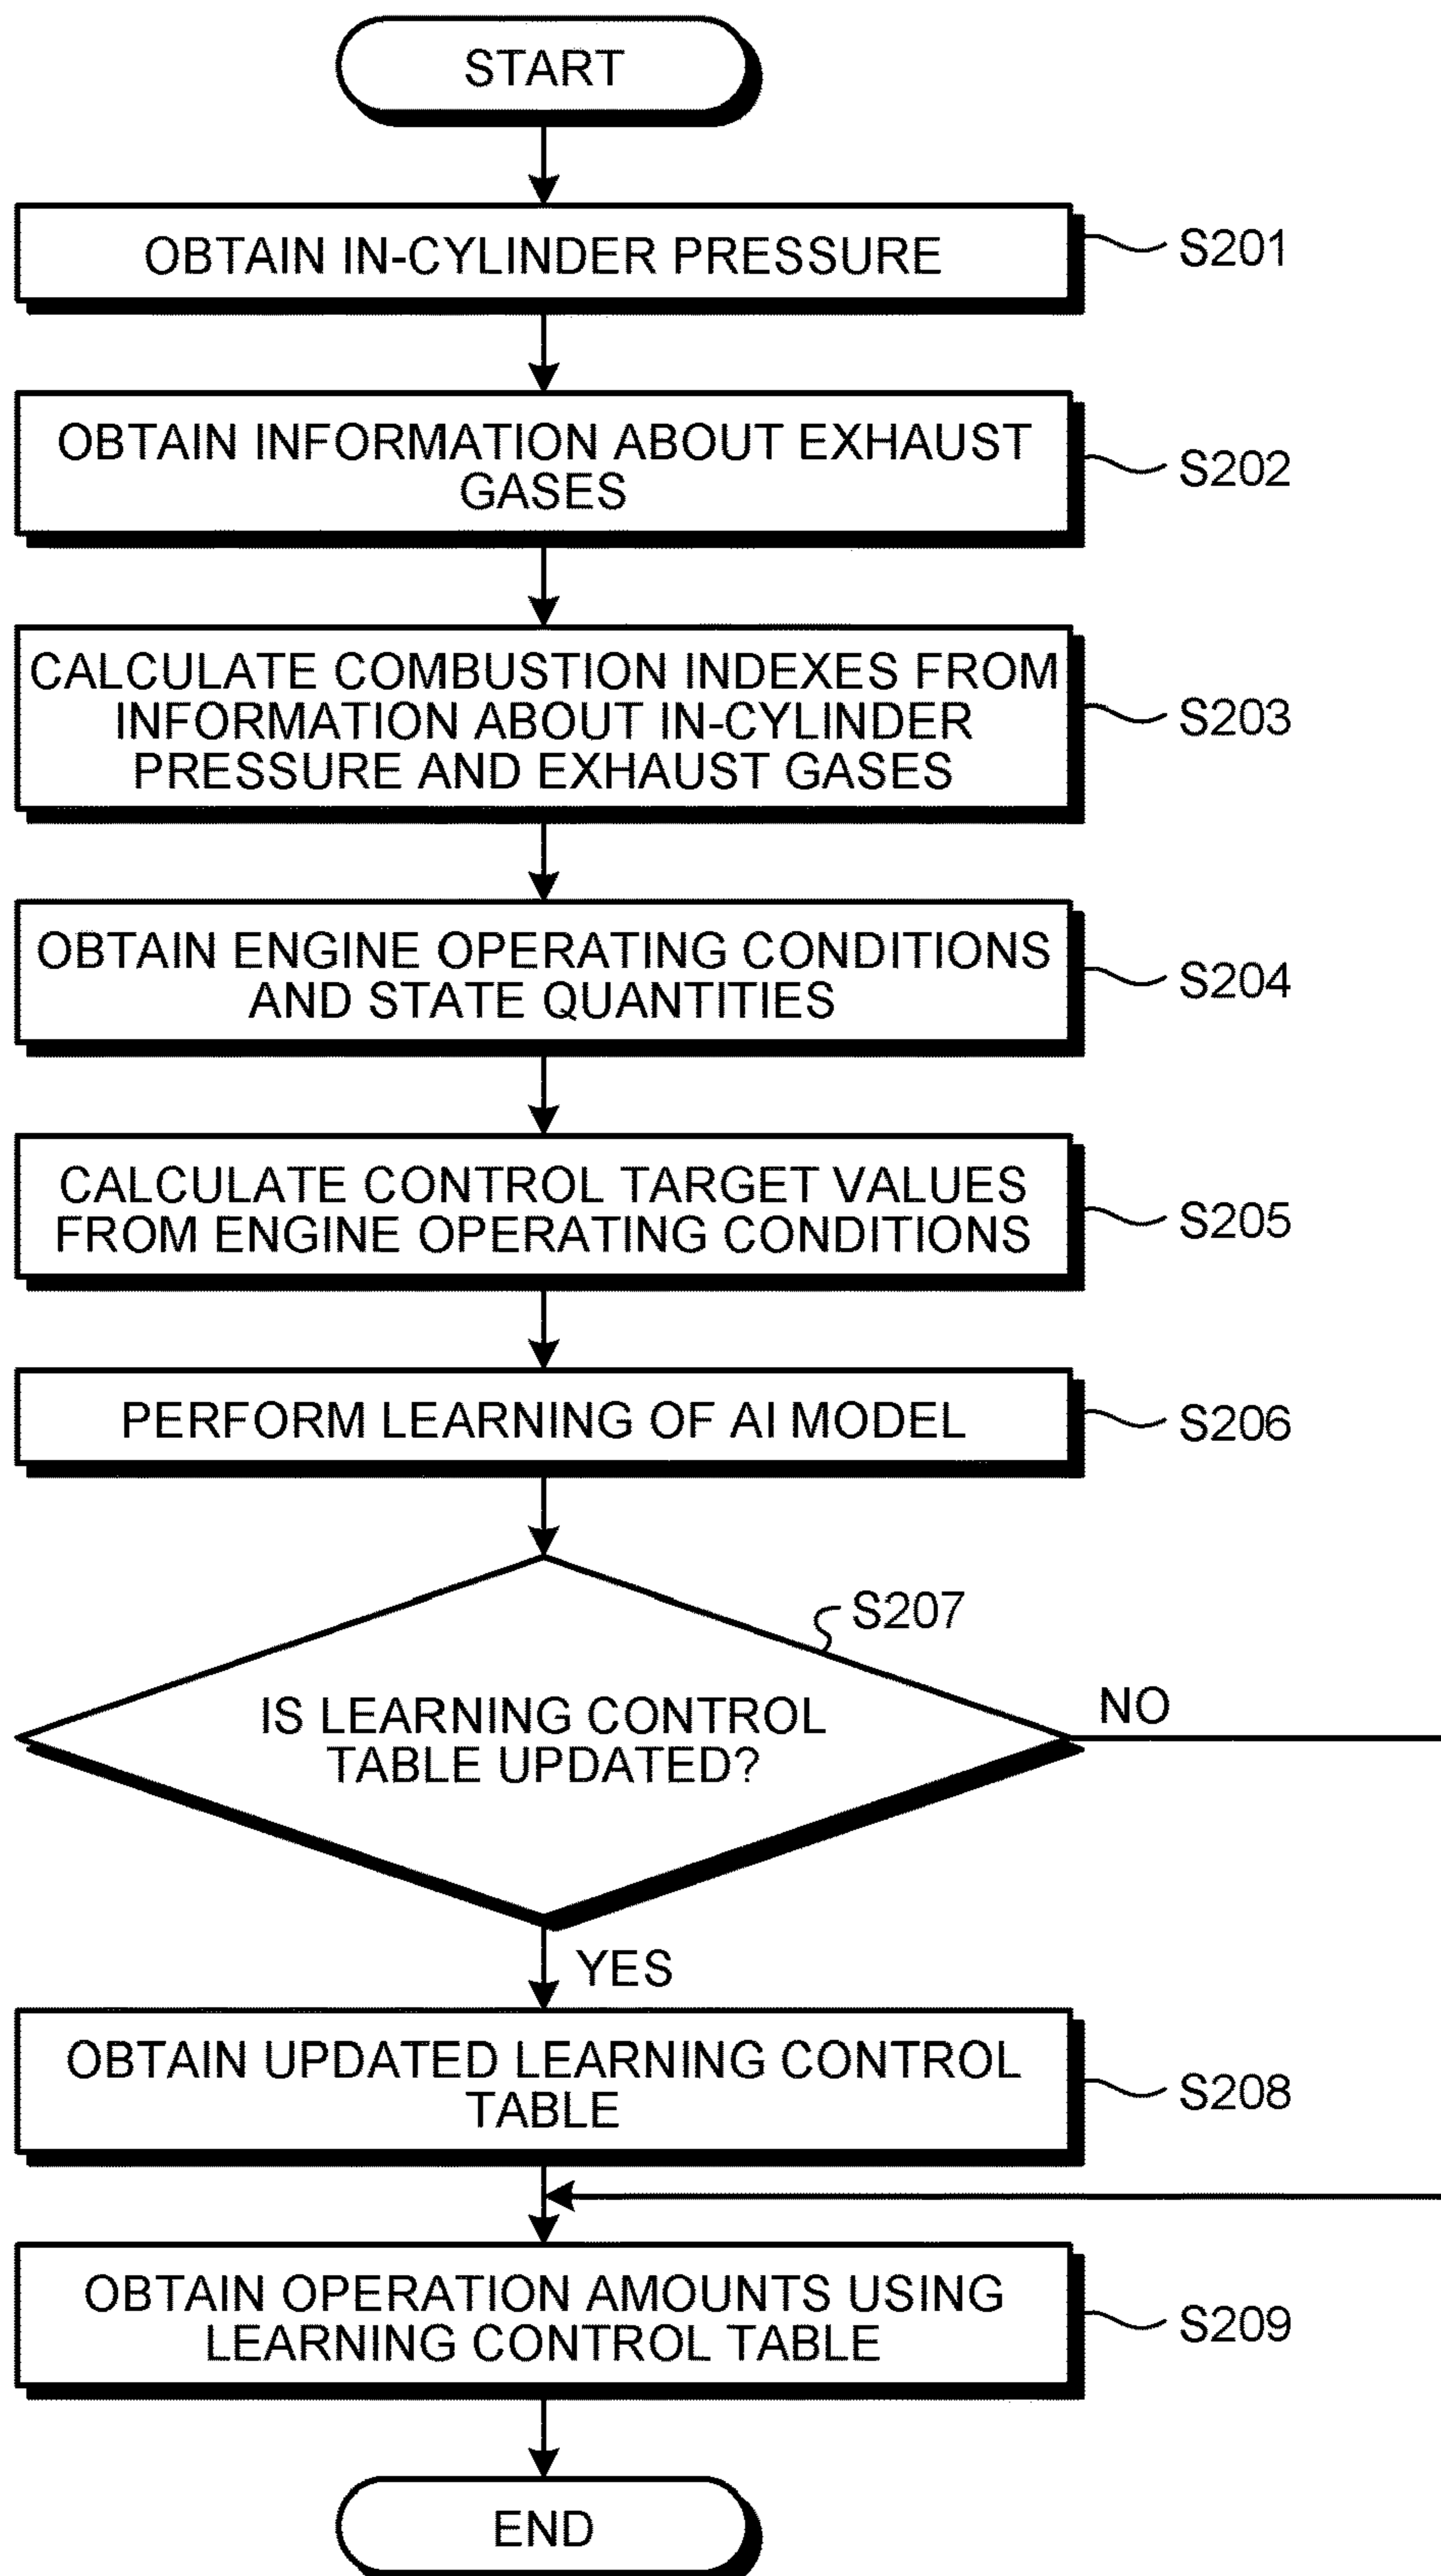 START
OBTAIN IN-CYLINDER PRESSURE
S201
OBTAIN INFORMATION ABOUT EXHAUST
GASES
S202
CALCULATE COMBUSTION INDEXES FROM
INFORMATION ABOUT IN-CYLINDER
PRESSURE AND EXHAUST GASES
S203
OBTAIN ENGINE OPERATING CONDITIONS
AND STATE QUANTITIES
S204
CALCULATE CONTROL TARGET VALUES
FROM ENGINE OPERATING CONDITIONS
S205
PERFORM LEARNING OF AI MODEL
S206
S207
IS LEARNING CONTROL
TABLE UPDATED?
NO
YES
OBTAIN UPDATED LEARNING CONTROL
TABLE
S208
OBTAIN OPERATION AMOUNTS USING
LEARNING CONTROL TABLE
S209
END